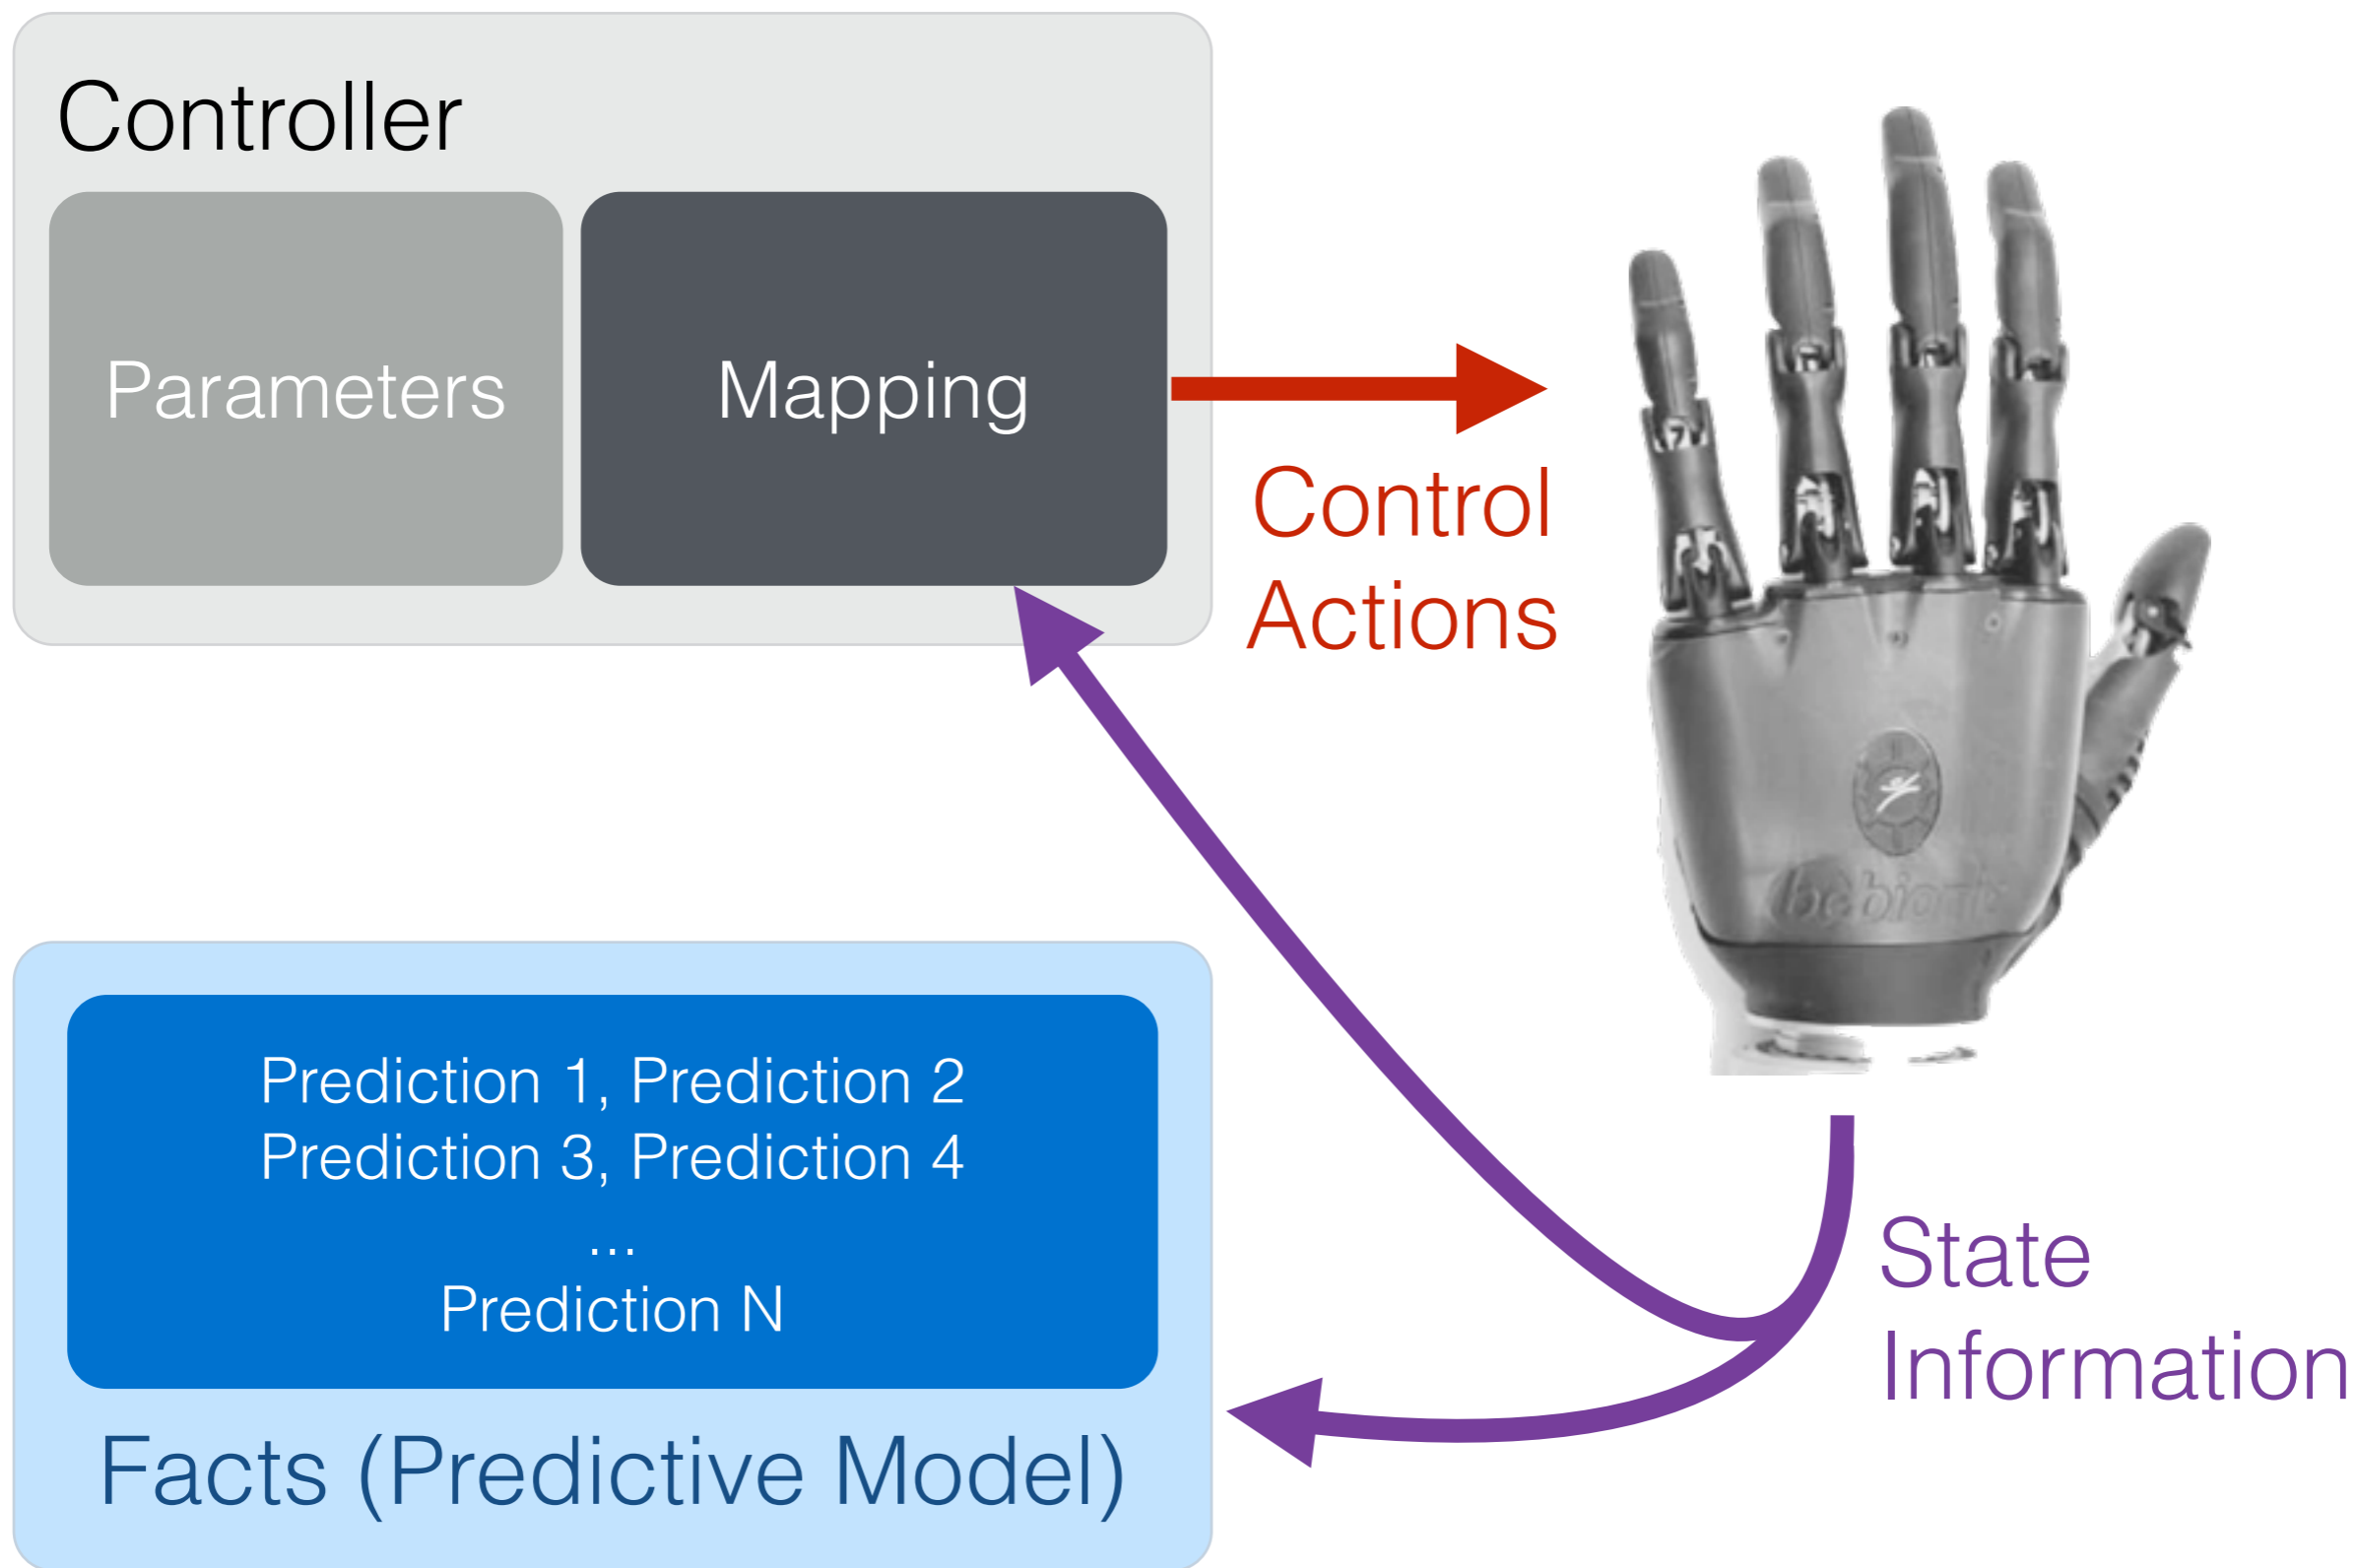 Controller
Parameters
Mapping
Control
Actions
bebionic
Prediction 1, Prediction 2
Prediction 3, Prediction 4
...
Prediction N
Facts (Predictive Model)
State
Information